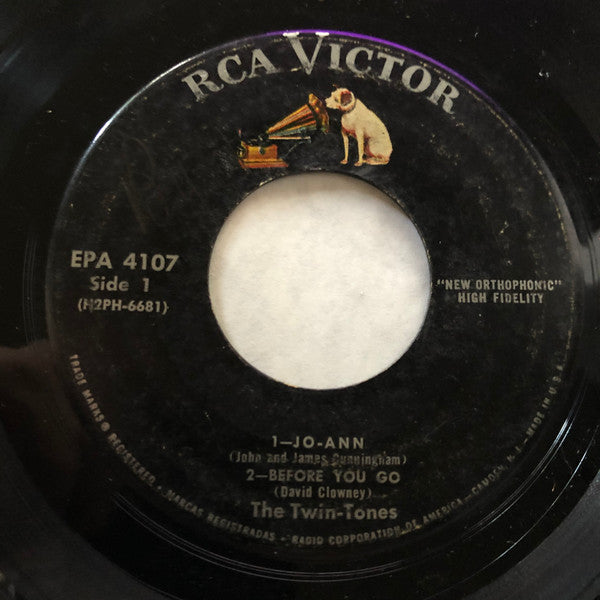 RCA VICTOR
EPA 4107
Side 1
(H2PH-6681)
"NEW ORTHOPHONIC"
HIGH FIDELITY
1—JO-ANN
(John and James Cunningham)
2—BEFORE YOU GO
(David Clowney)
The Twin-Tones
TRADE MARKS ® REGISTERED • MARCAS REGISTRADAS • RADIO CORPORATION OF AMERICA—CAMDEN, N.J.—MADE IN U.S.A.